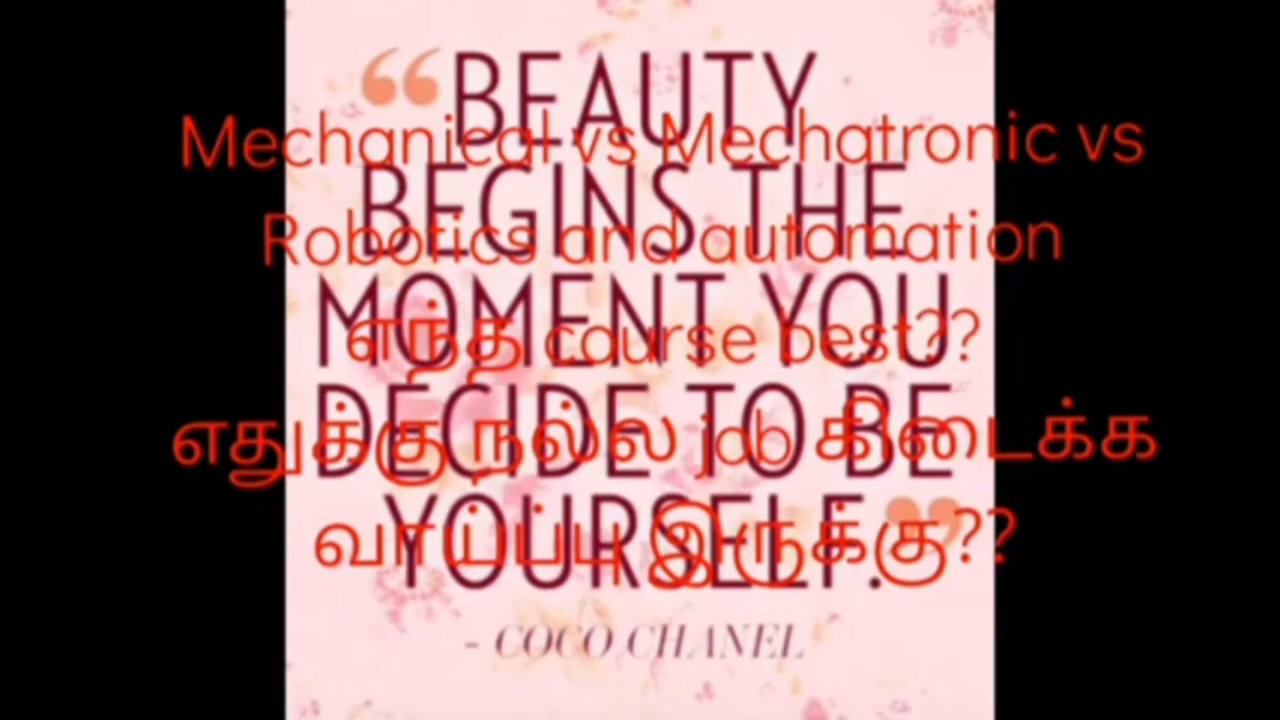 “BEAUTY
BEGINS THE
MOMENT YOU
DECIDE TO BE
YOURSELF.”
- COCO CHANEL
Mechanical vs Mechatronic vs
Robotics and automation
எந்த course best??
எதுக்கு நல்ல job கிடைக்க
வாய்ப்பு இருக்கு??